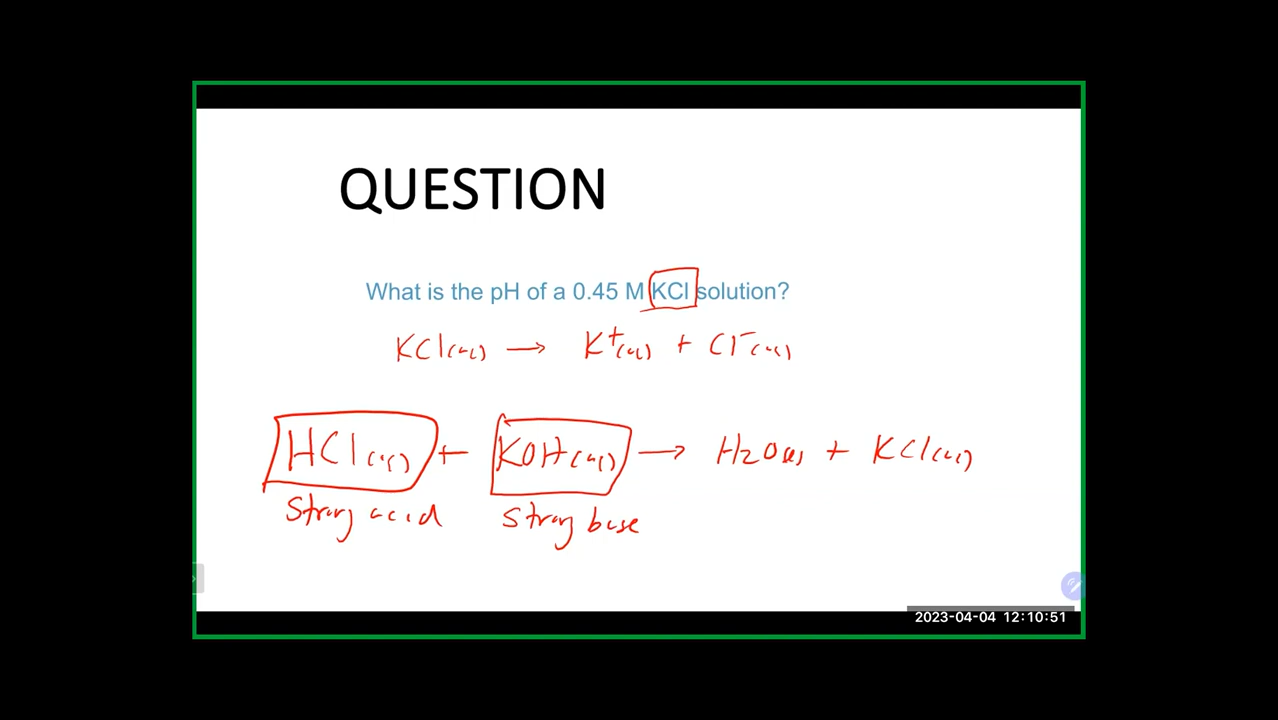 QUESTION
What is the pH of a 0.45 M KCl solution?
KCl(aq) → K⁺(aq) + Cl⁻(aq)
HCl(aq) + KOH(aq) → H2O(l) + KCl(aq)
Strong acid Strong base
2023-04-04 12:10:51